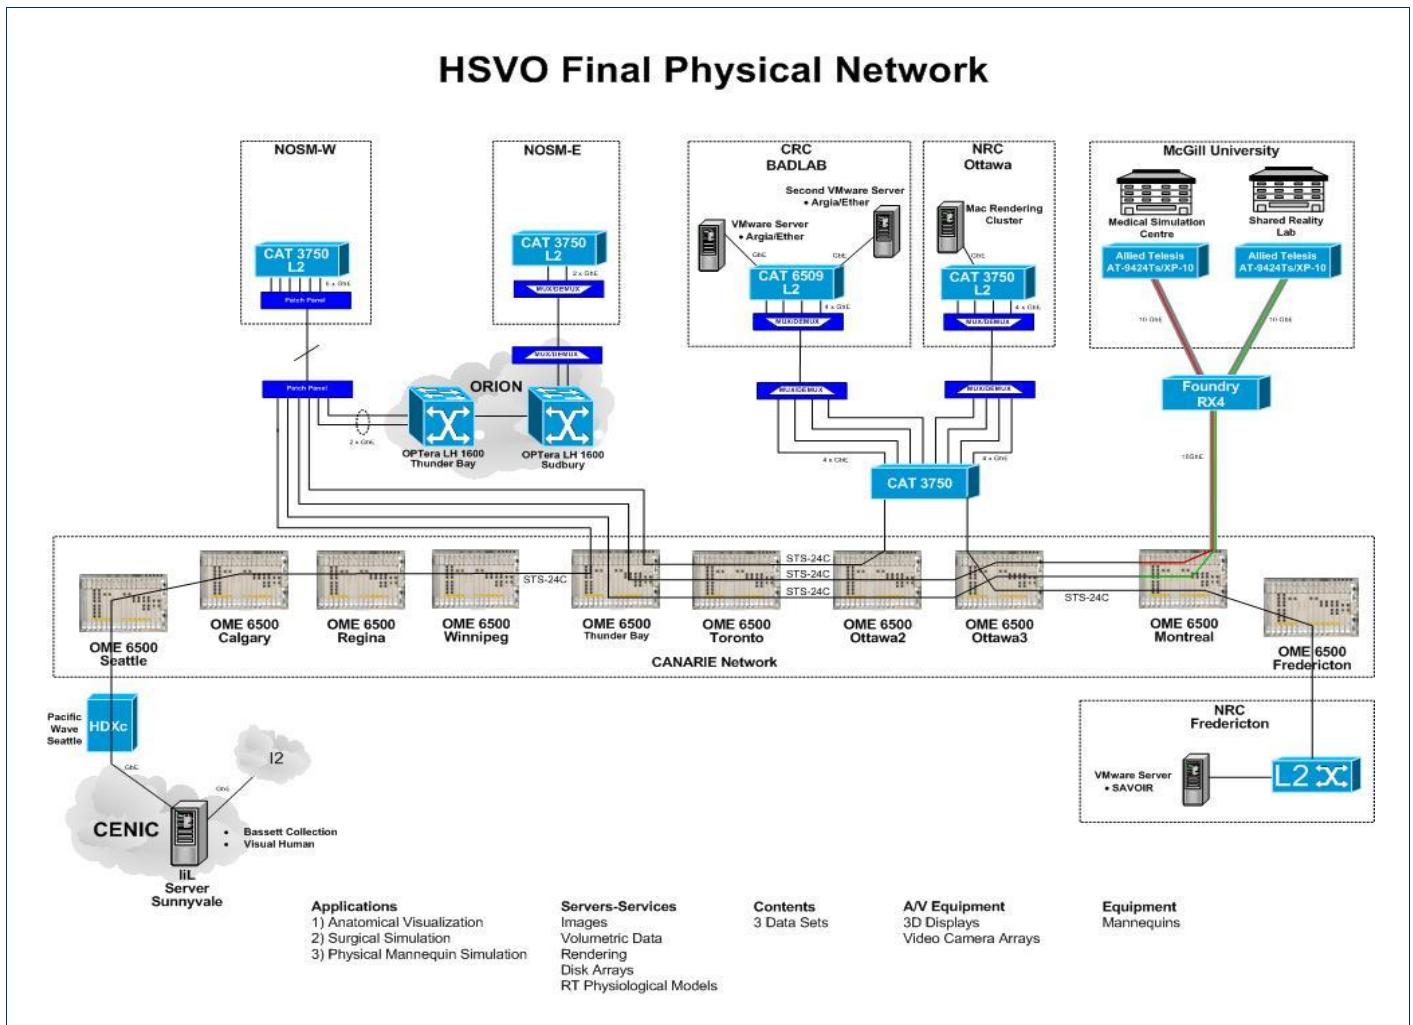 HSVO Final Physical Network
NOSM-W
CAT 3750
L2
6 x GbE
Patch Panel
Patch Panel
2 x GbE
NOSM-E
CAT 3750
L2
2 x GbE
MUX/DEMUX
MUX/DEMUX
ORION
OPTera LH 1600
Thunder Bay
OPTera LH 1600
Sudbury
CRC
BADLAB
Second VMware Server
• Argia/Ether
VMware Server
• Argia/Ether
GbE
GbE
CAT 6509
L2
4 x GbE
MUX/DEMUX
MUX/DEMUX
4 x GbE
NRC
Ottawa
Mac Rendering
Cluster
GbE
CAT 3750
L2
4 x GbE
MUX/DEMUX
MUX/DEMUX
4 x GbE
CAT 3750
McGill University
Medical Simulation
Centre
Shared Reality
Lab
Allied Telesis
AT-9424Ts/XP-10
Allied Telesis
AT-9424Ts/XP-10
10 GbE
10 GbE
Foundry
RX4
10GbE
STS-24C
STS-24C
STS-24C
STS-24C
STS-24C
OME 6500
Seattle
OME 6500
Calgary
OME 6500
Regina
OME 6500
Winnipeg
OME 6500
Thunder Bay
OME 6500
Toronto
OME 6500
Ottawa2
OME 6500
Ottawa3
OME 6500
Montreal
OME 6500
Fredericton
CANARIE Network
Pacific
Wave
Seattle
HDXc
GbE
I2
GbE
CENIC
• Bassett Collection
• Visual Human
IiL
Server
Sunnyvale
NRC
Fredericton
VMware Server
• SAVOIR
L2
Applications
1) Anatomical Visualization
2) Surgical Simulation
3) Physical Mannequin Simulation
Servers-Services
Images
Volumetric Data
Rendering
Disk Arrays
RT Physiological Models
Contents
3 Data Sets
A/V Equipment
3D Displays
Video Camera Arrays
Equipment
Mannequins